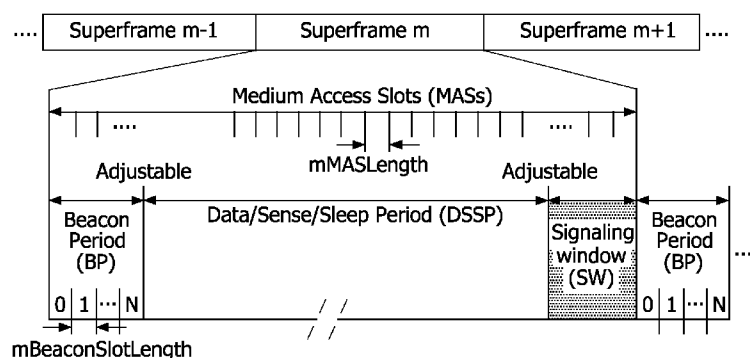 .... Superframe m-1 Superframe m Superframe m+1 ....
Medium Access Slots (MASs)
.... ....
mMASLength
Adjustable Adjustable
Data/Sense/Sleep Period (DSSP)
Beacon
Period
(BP)
Signaling
window
(SW)
Beacon
Period
(BP)
...
0 1 ... N / / 0 1 ... N
mBeaconSlotLength